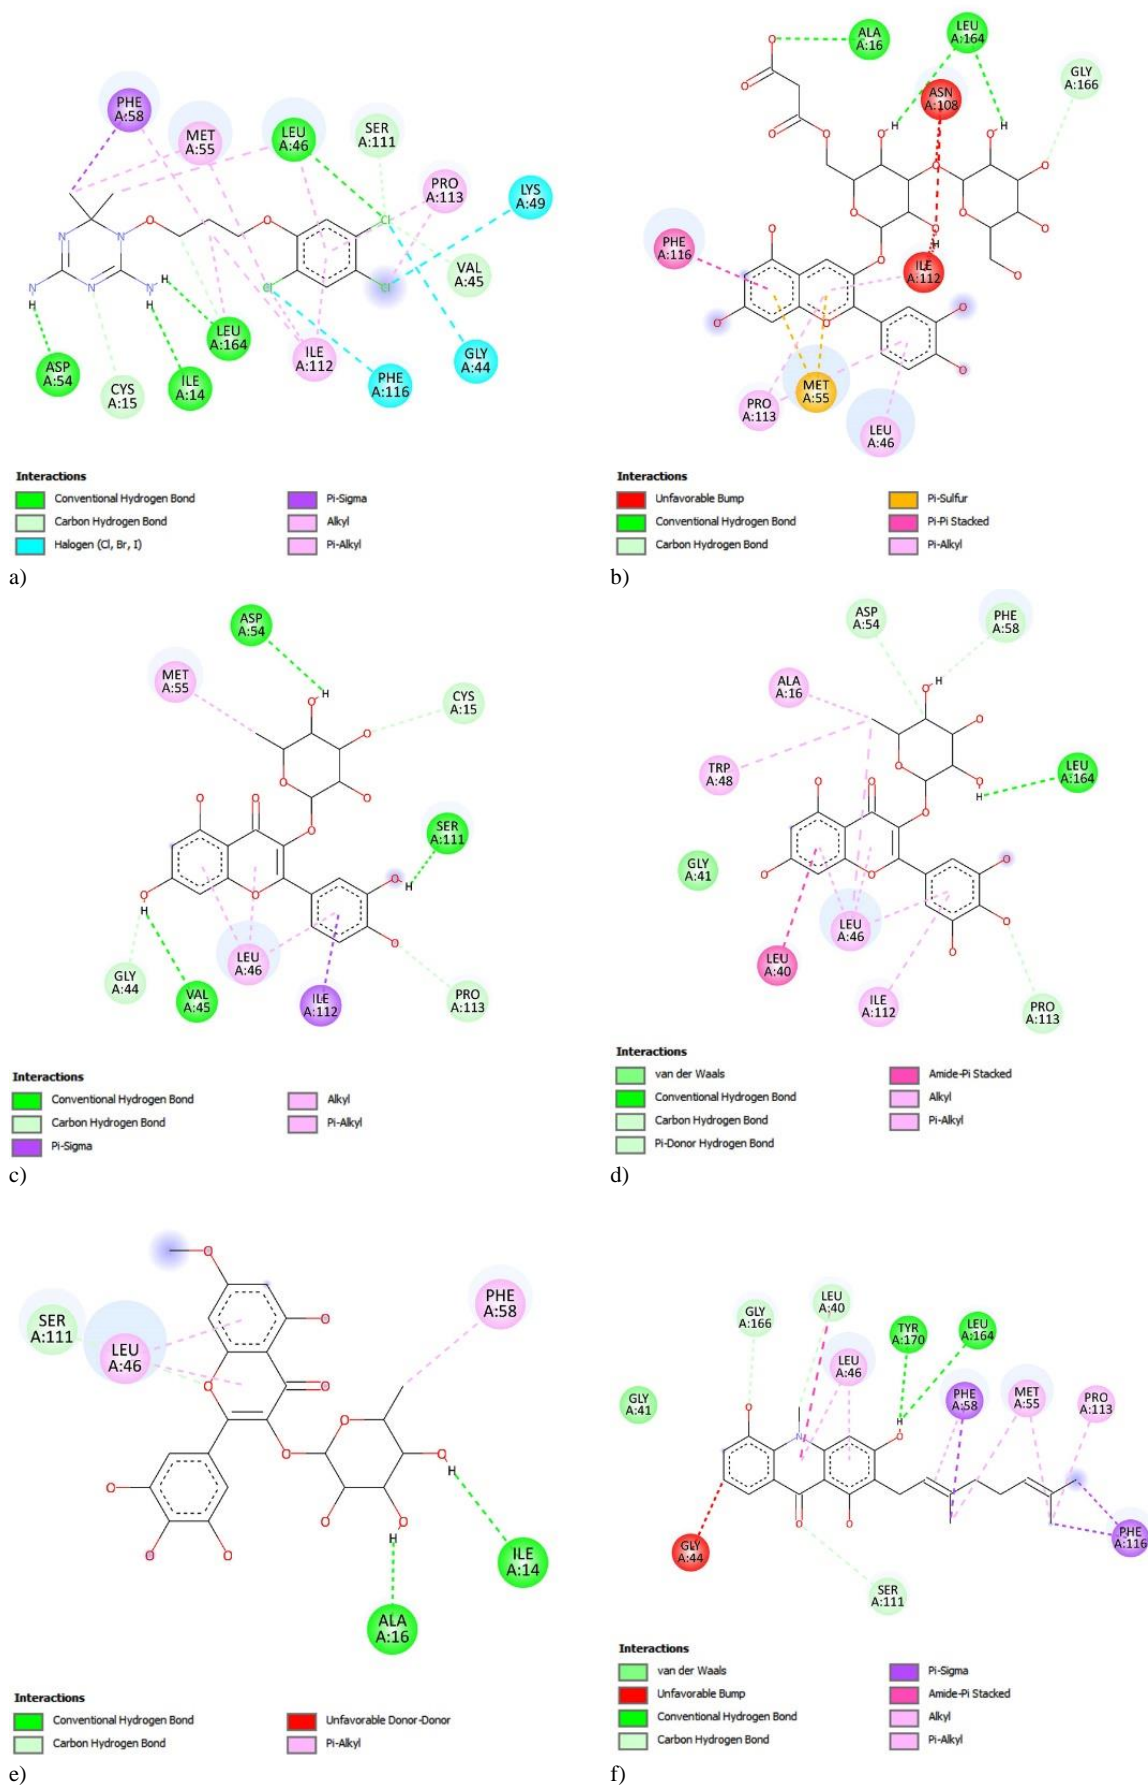 PHE
A:58
MET
A:55
LEU
A:46
SER
A:111
PRO
A:113
LYS
A:49
VAL
A:45
GLY
A:44
PHE
A:116
ILE
A:112
LEU
A:164
ILE
A:14
CYS
A:15
ASP
A:54
N
N
N
N
N
H
H
H
O
O
Cl
Cl
Cl
Interactions
Conventional Hydrogen Bond
Carbon Hydrogen Bond
Halogen (Cl, Br, I)
Pi-Sigma
Alkyl
Pi-Alkyl
a)
ALA
A:16
LEU
A:164
ASN
A:108
GLY
A:166
PHE
A:116
ILE
A:112
MET
A:55
PRO
A:113
LEU
A:46
Interactions
Unfavorable Bump
Conventional Hydrogen Bond
Carbon Hydrogen Bond
Pi-Sulfur
Pi-Pi Stacked
Pi-Alkyl
b)
ASP
A:54
MET
A:55
CYS
A:15
SER
A:111
GLY
A:44
VAL
A:45
LEU
A:46
ILE
A:112
PRO
A:113
Interactions
Conventional Hydrogen Bond
Carbon Hydrogen Bond
Pi-Sigma
Alkyl
Pi-Alkyl
c)
ASP
A:54
PHE
A:58
ALA
A:16
TRP
A:48
LEU
A:164
GLY
A:41
LEU
A:46
LEU
A:40
ILE
A:112
PRO
A:113
Interactions
van der Waals
Conventional Hydrogen Bond
Carbon Hydrogen Bond
Pi-Donor Hydrogen Bond
Amide-Pi Stacked
Alkyl
Pi-Alkyl
d)
SER
A:111
LEU
A:46
PHE
A:58
ILE
A:14
ALA
A:16
Interactions
Conventional Hydrogen Bond
Carbon Hydrogen Bond
Unfavorable Donor-Donor
Pi-Alkyl
e)
GLY
A:166
LEU
A:40
LEU
A:46
TYR
A:170
LEU
A:164
GLY
A:41
PHE
A:58
MET
A:55
PRO
A:113
GLY
A:44
PHE
A:116
SER
A:111
Interactions
van der Waals
Unfavorable Bump
Conventional Hydrogen Bond
Carbon Hydrogen Bond
Pi-Sigma
Amide-Pi Stacked
Alkyl
Pi-Alkyl
f)